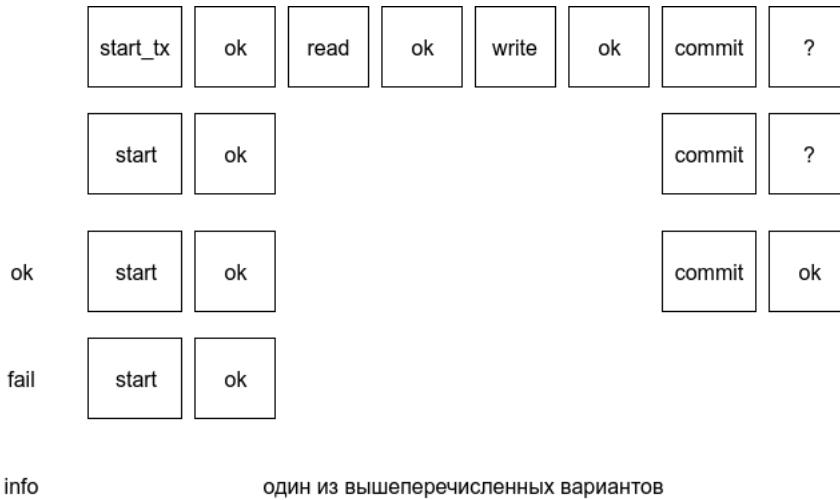 start_tx ok read ok write ok commit ?
start ok commit ?
ok start ok commit ok
fail start ok
info один из вышеперечисленных вариантов